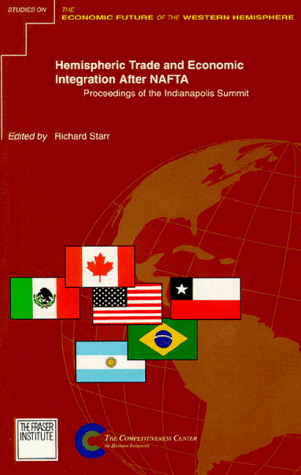 STUDIES ON
THE
ECONOMIC FUTURE OF THE WESTERN HEMISPHERE
Hemispheric Trade and Economic
Integration After NAFTA
Proceedings of the Indianapolis Summit
Edited by Richard Starr
THE FRASER
INSTITUTE
THE COMPETITIVENESS CENTER
OF HUDSON INSTITUTE